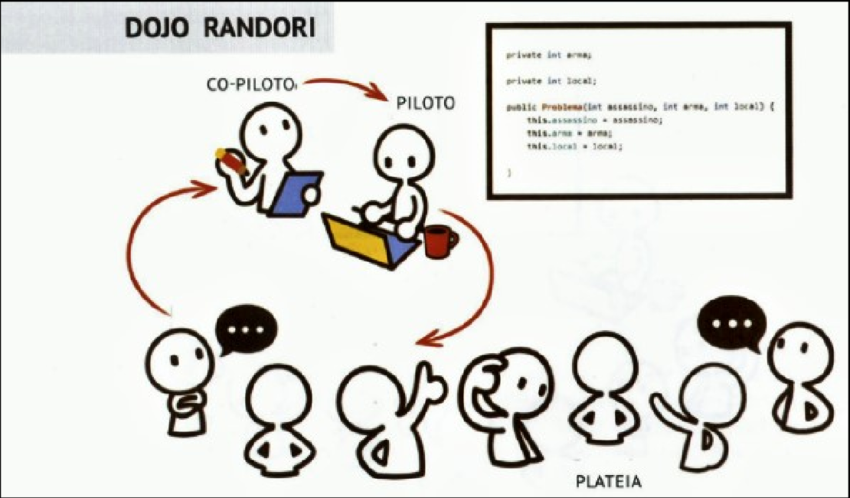 DOJO RANDORI
CO-PILOTO
PILOTO
private int arma;
private int local;
public Problema(int assassino, int arma, int local) {
this.assassino = assassino;
this.arma = arma;
this.local = local;
}
PLATEIA